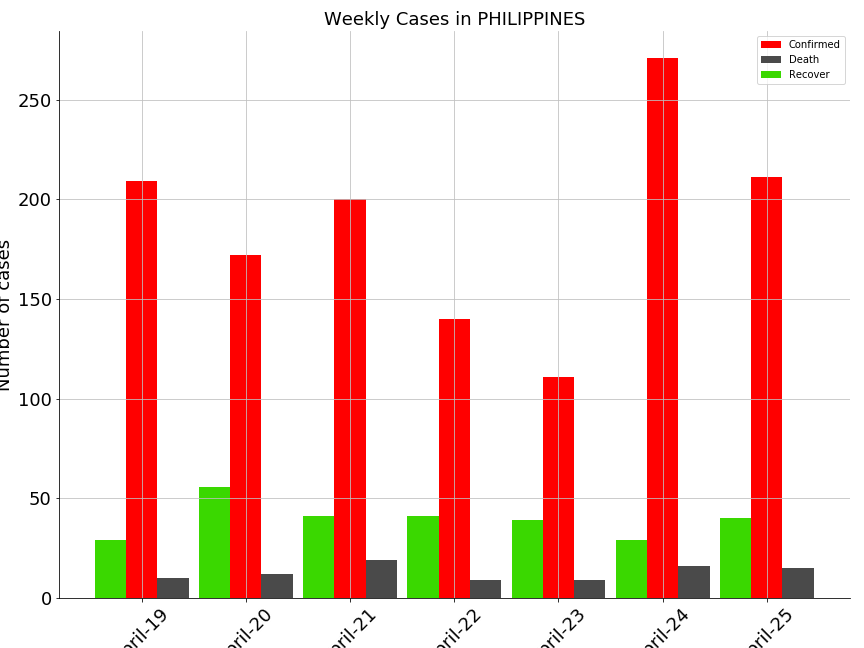 Weekly Cases in PHILIPPINES
Confirmed
Death
Recover
Number of cases
250
200
150
100
50
0
pril-19
pril-20
pril-21
pril-22
pril-23
pril-24
pril-25